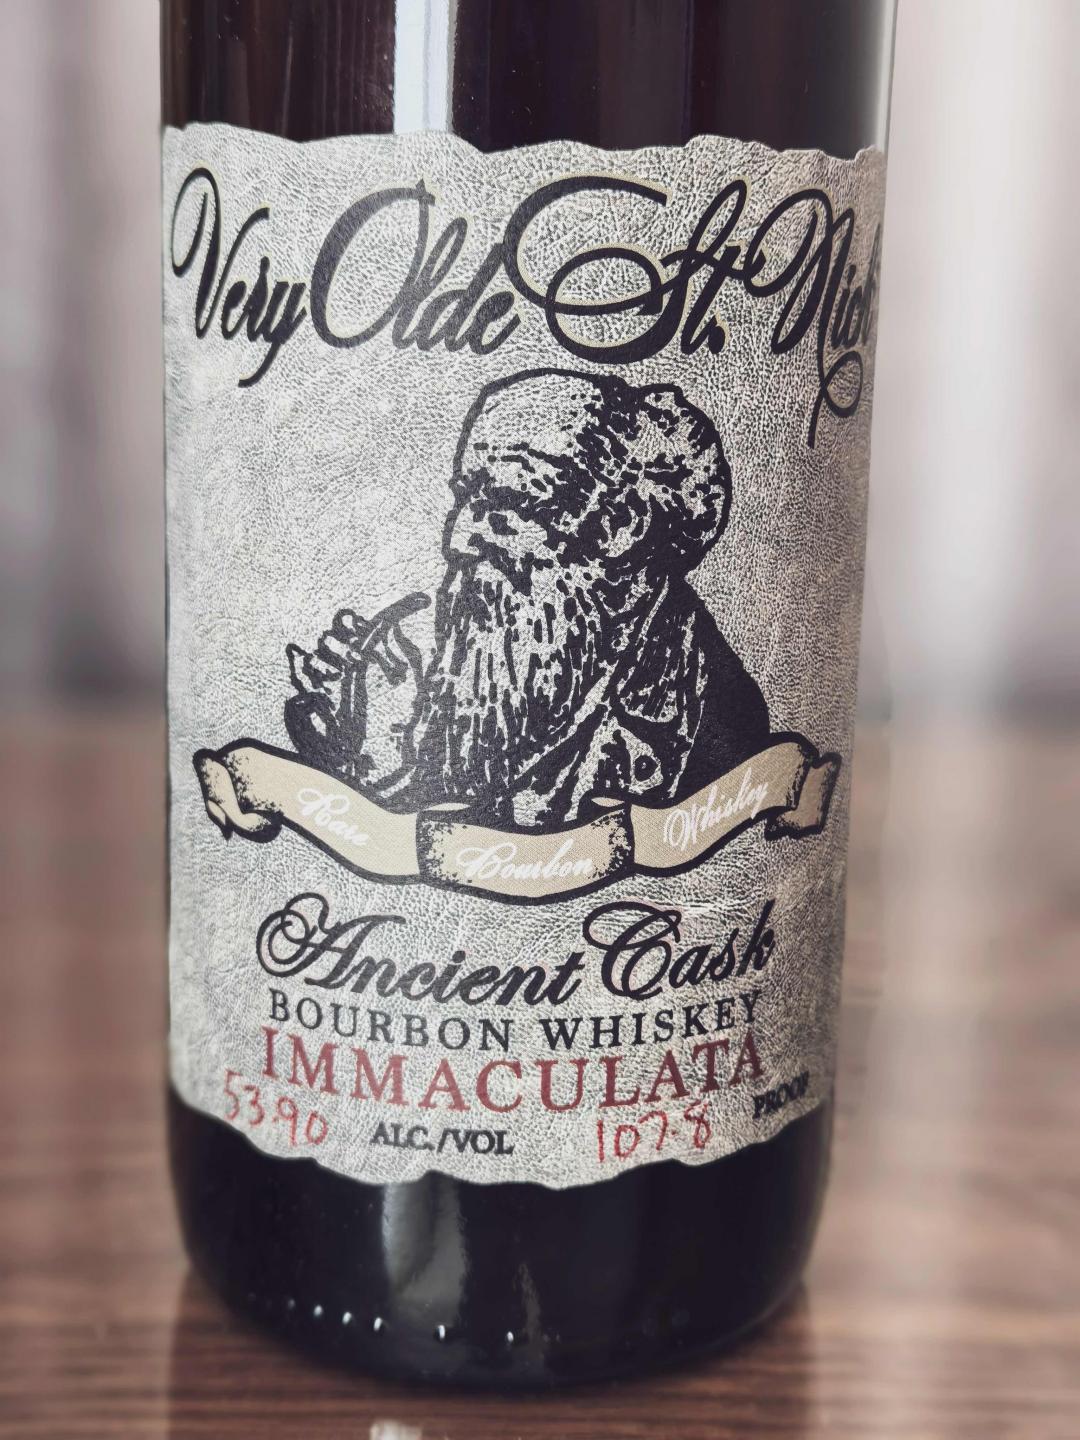 Very Olde St. Nick
Rare
Bourbon
Whiskey
Ancient Cask
BOURBON WHISKEY
IMMACULATA
53.90 ALC./VOL 107.8 PROOF